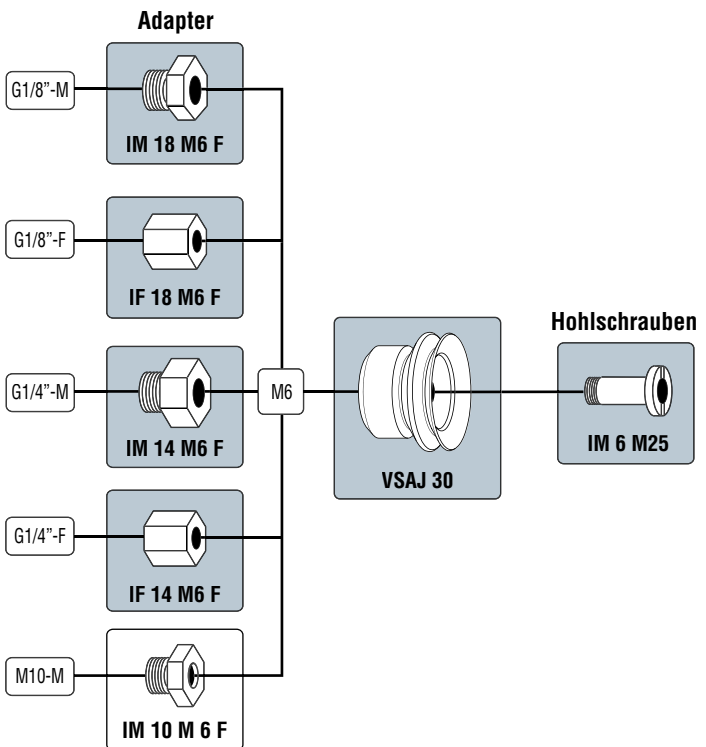 Adapter
G1/8”-M
IM 18 M6 F
G1/8”-F
IF 18 M6 F
G1/4”-M
IM 14 M6 F
M6
VSAJ 30
Hohlschrauben
IM 6 M25
G1/4”-F
IF 14 M6 F
M10-M
IM 10 M 6 F